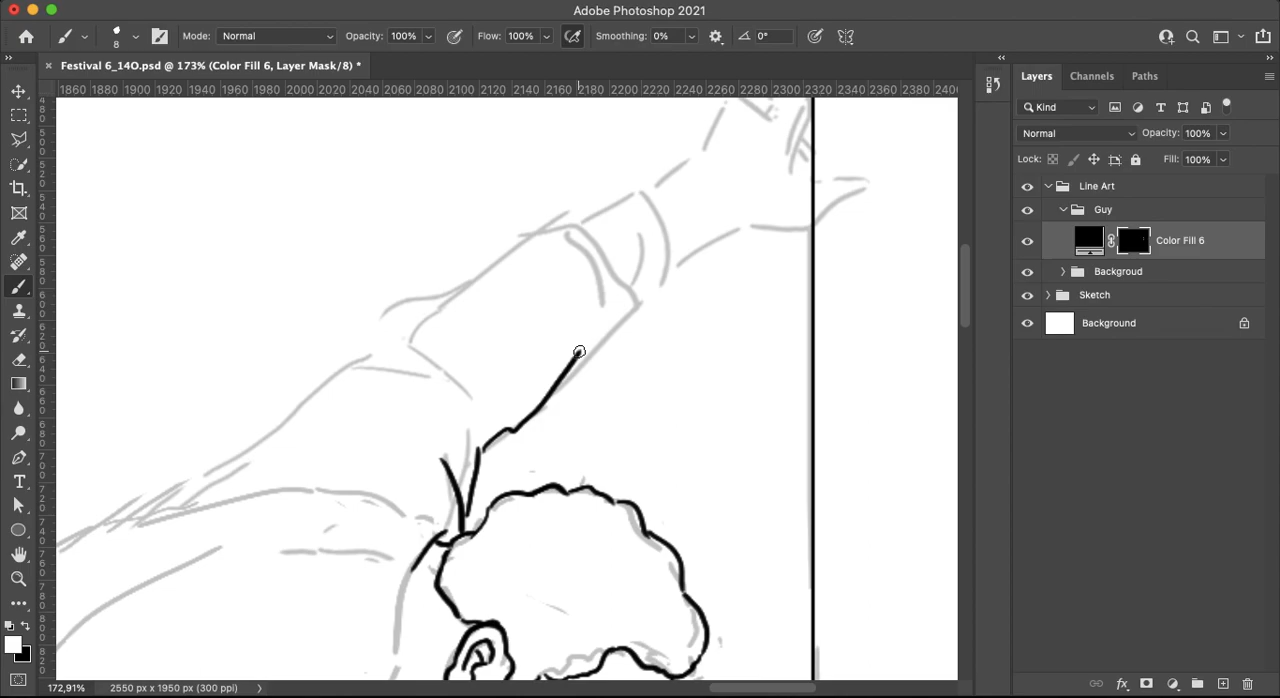 Adobe Photoshop 2021
8 Mode: Normal Opacity: 100% Flow: 100% Smoothing: 0% 0°
Festival 6_14O.psd @ 173% (Color Fill 6, Layer Mask/8) *
1860 1880 1900 1920 1940 1960 1980 2000 2020 2040 2060 2080 2100 2120 2140 2160 2180 2200 2220 2240 2260 2280 2300 2320 2340 2360 2380 2400
Layers Channels Paths
Kind
Normal Opacity: 100%
Lock: Fill: 100%
Line Art
Guy
Color Fill 6
Backgroud
Sketch
Background
172,91% 2550 px x 1950 px (300 ppi)